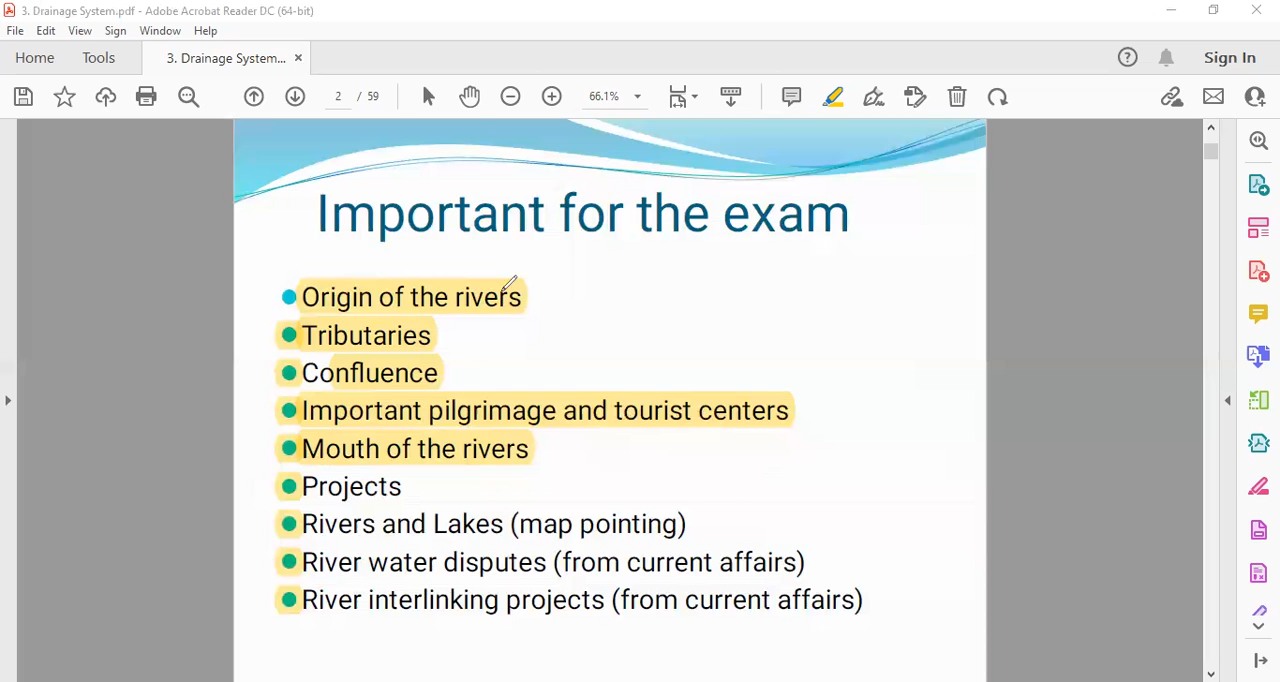 3. Drainage System.pdf - Adobe Acrobat Reader DC (64-bit)
File Edit View Sign Window Help
Home Tools 3. Drainage System... × Sign In
2 / 59 66.1%
Important for the exam
Origin of the rivers
Tributaries
Confluence
Important pilgrimage and tourist centers
Mouth of the rivers
Projects
Rivers and Lakes (map pointing)
River water disputes (from current affairs)
River interlinking projects (from current affairs)